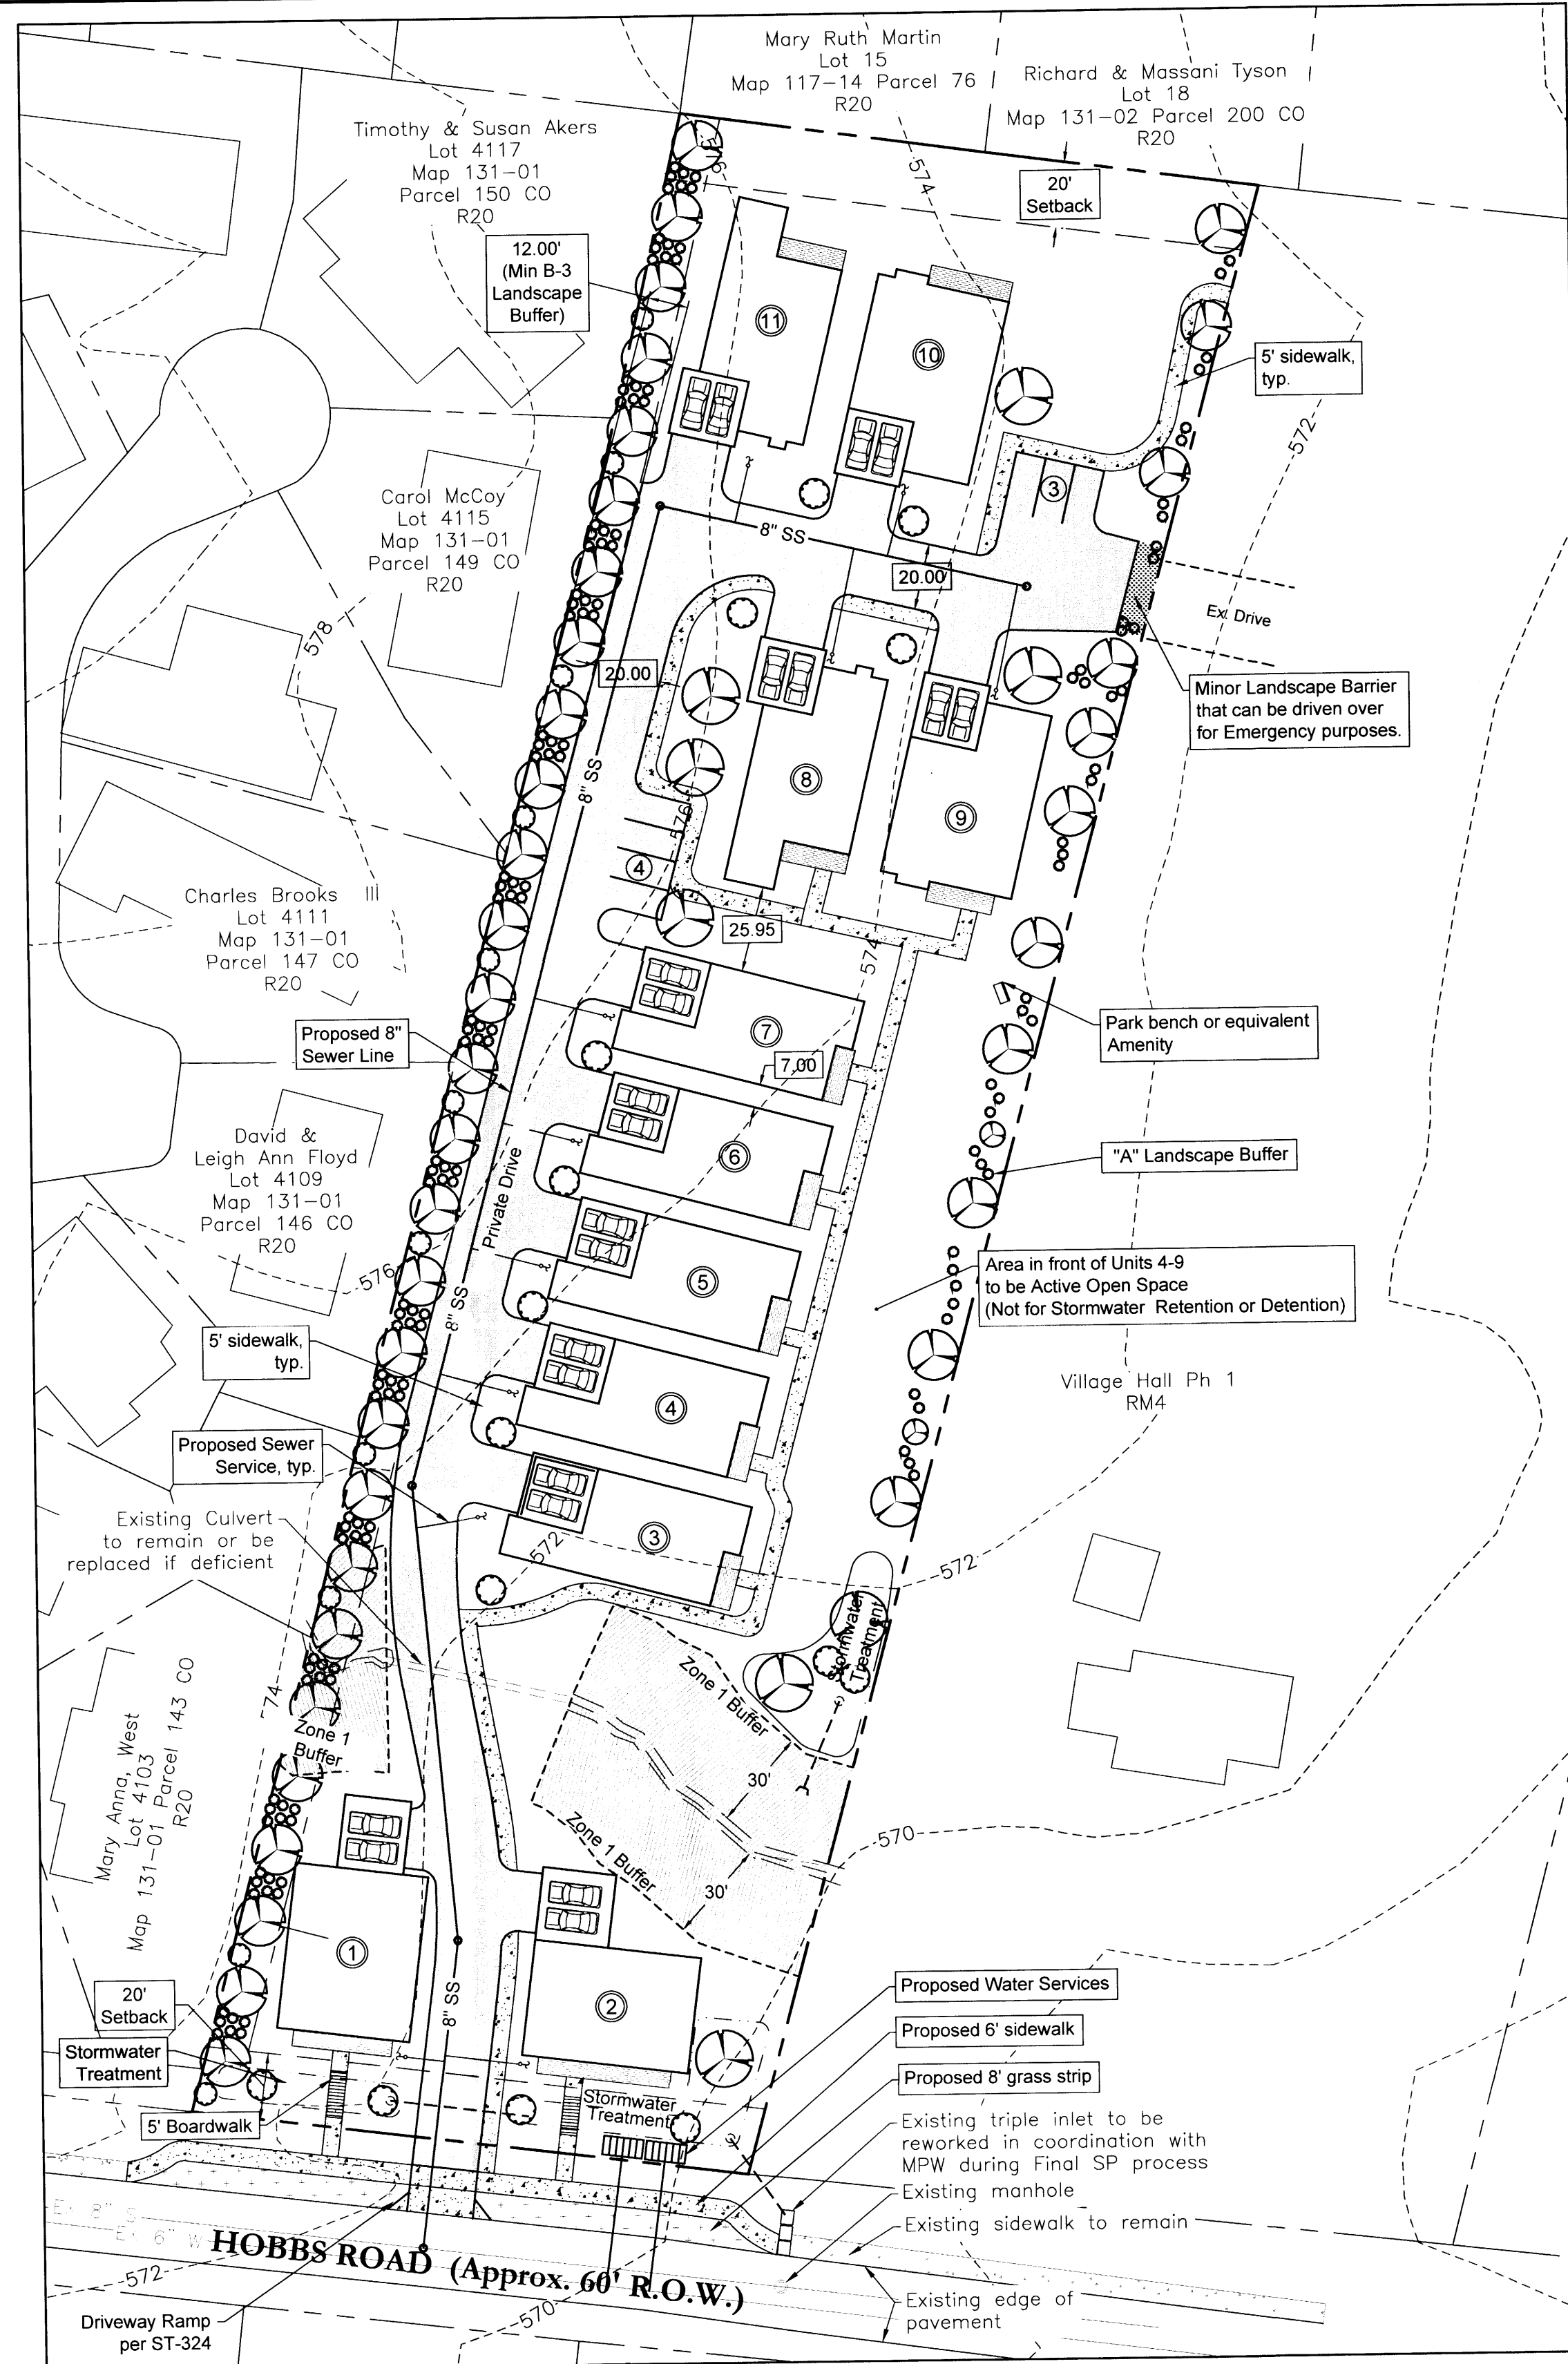 Mary Ruth Martin
Lot 15
Map 117-14 Parcel 76
R20
Richard & Massani Tyson
Lot 18
Map 131-02 Parcel 200 CO
R20
Timothy & Susan Akers
Lot 4117
Map 131-01
Parcel 150 CO
R20
574
20'
Setback
12.00'
(Min B-3
Landscape
Buffer)
11
10
5' sidewalk,
typ.
572
3
Carol McCoy
Lot 4115
Map 131-01
Parcel 149 CO
R20
8" SS
20.00
Ex. Drive
578
20.00
Minor Landscape Barrier
that can be driven over
for Emergency purposes.
8" SS
8
9
576
4
Charles Brooks III
Lot 4111
Map 131-01
Parcel 147 CO
R20
25.95
574
Park bench or equivalent
Amenity
Proposed 8"
Sewer Line
7
7.00
David &
Leigh Ann Floyd
Lot 4109
Map 131-01
Parcel 146 CO
R20
6
"A" Landscape Buffer
Private Drive
576
8" SS
5
Area in front of Units 4-9
to be Active Open Space
(Not for Stormwater Retention or Detention)
5' sidewalk,
typ.
4
Village Hall Ph 1
RM4
Proposed Sewer
Service, typ.
Existing Culvert
to remain or be
replaced if deficient
3
572
572
Stormwater
Treatment
Zone 1 Buffer
74
Zone 1
Buffer
Mary Anna, West
Lot 4103
Map 131-01 Parcel 143 CO
R20
30'
570
Zone 1 Buffer
30'
1
2
8" SS
20'
Setback
Stormwater
Treatment
5' Boardwalk
Stormwater
Treatment
Proposed Water Services
Proposed 6' sidewalk
Proposed 8' grass strip
Existing triple inlet to be
reworked in coordination with
MPW during Final SP process
Existing manhole
Existing sidewalk to remain
Ex 8" S
Ex 6" W
HOBBS ROAD (Approx. 60' R.O.W.)
572
570
Existing edge of
pavement
Driveway Ramp
per ST-324